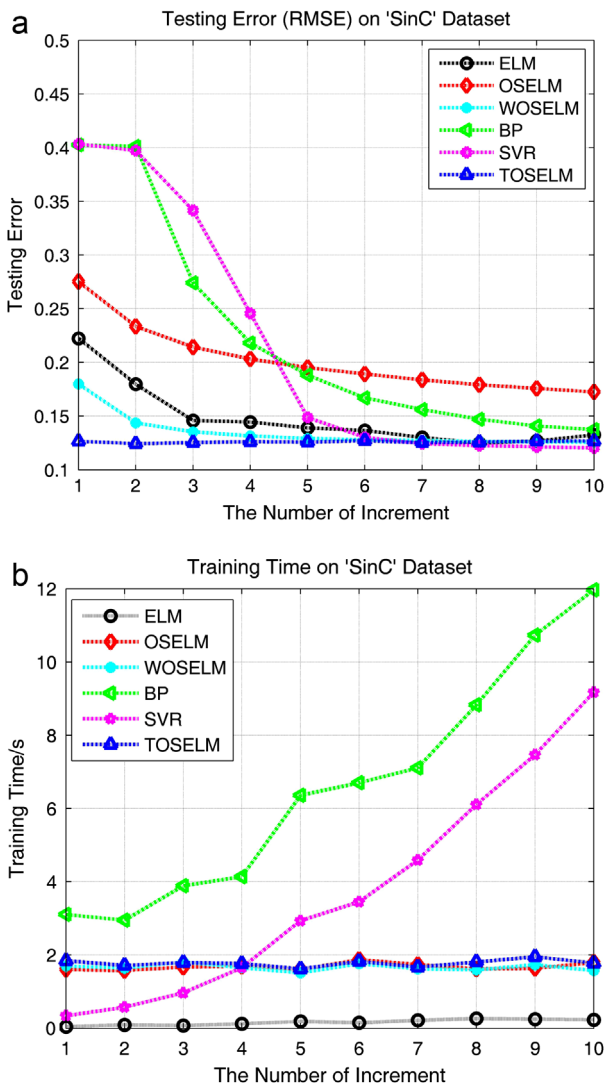 a
Testing Error (RMSE) on 'SinC' Dataset
0.5
0.45
0.4
0.35
0.3
0.25
0.2
0.15
0.1
Testing Error
ELM
OSELM
WOSELM
BP
SVR
TOSELM
1 2 3 4 5 6 7 8 9 10
The Number of Increment
b
Training Time on 'SinC' Dataset
12
10
8
6
4
2
0
Training Time/s
ELM
OSELM
WOSELM
BP
SVR
TOSELM
1 2 3 4 5 6 7 8 9 10
The Number of Increment